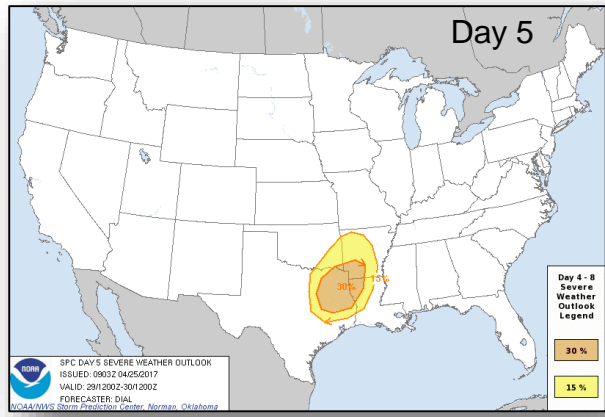 Day 5
15%
30%
Day 4 - 8
Severe
Weather
Outlook
Legend
30 %
15 %
NOAA
SPC DAY 5 SEVERE WEATHER OUTLOOK
ISSUED: 0903Z 04/25/2017
VALID: 29/1200Z-30/1200Z
FORECASTER: DIAL
NOAA/NWS Storm Prediction Center, Norman, Oklahoma